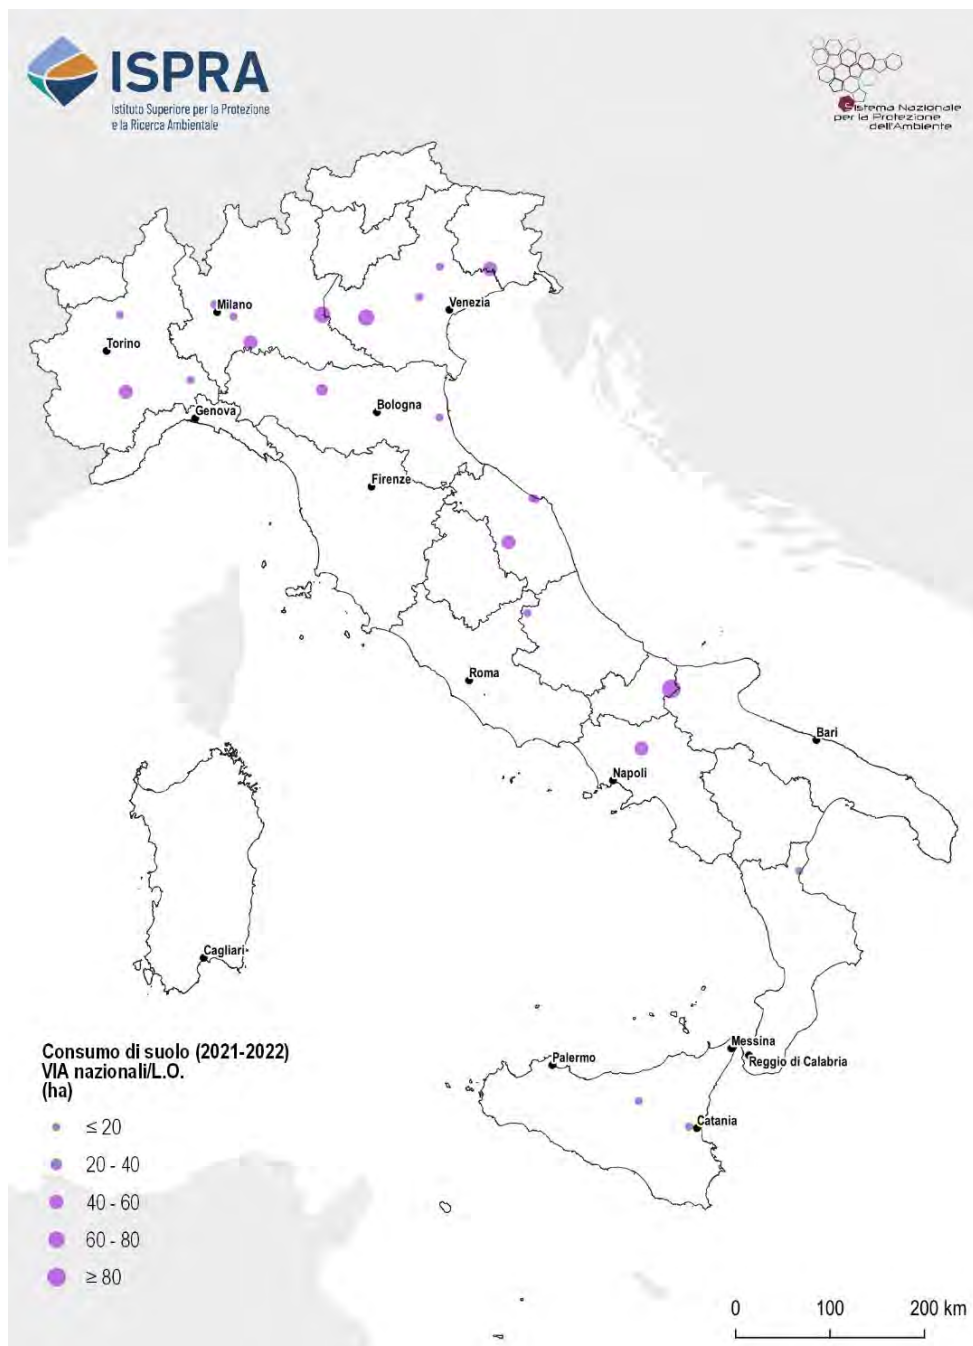 ISPRA
Istituto Superiore per la Protezione
e la Ricerca Ambientale
Sistema Nazionale
per la Protezione
dell'Ambiente
Milano
Venezia
Torino
Genova
Bologna
Firenze
Roma
Bari
Napoli
Cagliari
Messina
Palermo
Reggio di Calabria
Catania
Consumo di suolo (2021-2022)
VIA nazionali/L.O.
(ha)
≤ 20
20 - 40
40 - 60
60 - 80
≥ 80
0 100 200 km